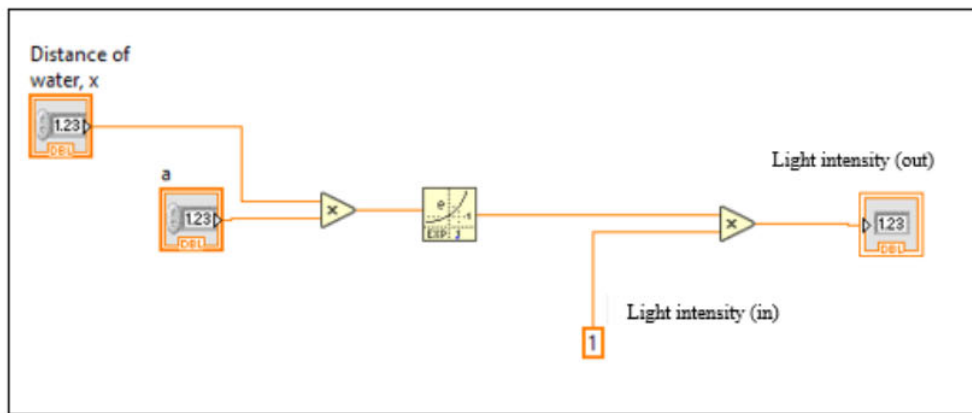 Distance of
water, x
1.23
DBL
a
1.23
DBL
e
EXP
x
x
Light intensity (out)
1.23
DBL
Light intensity (in)
1